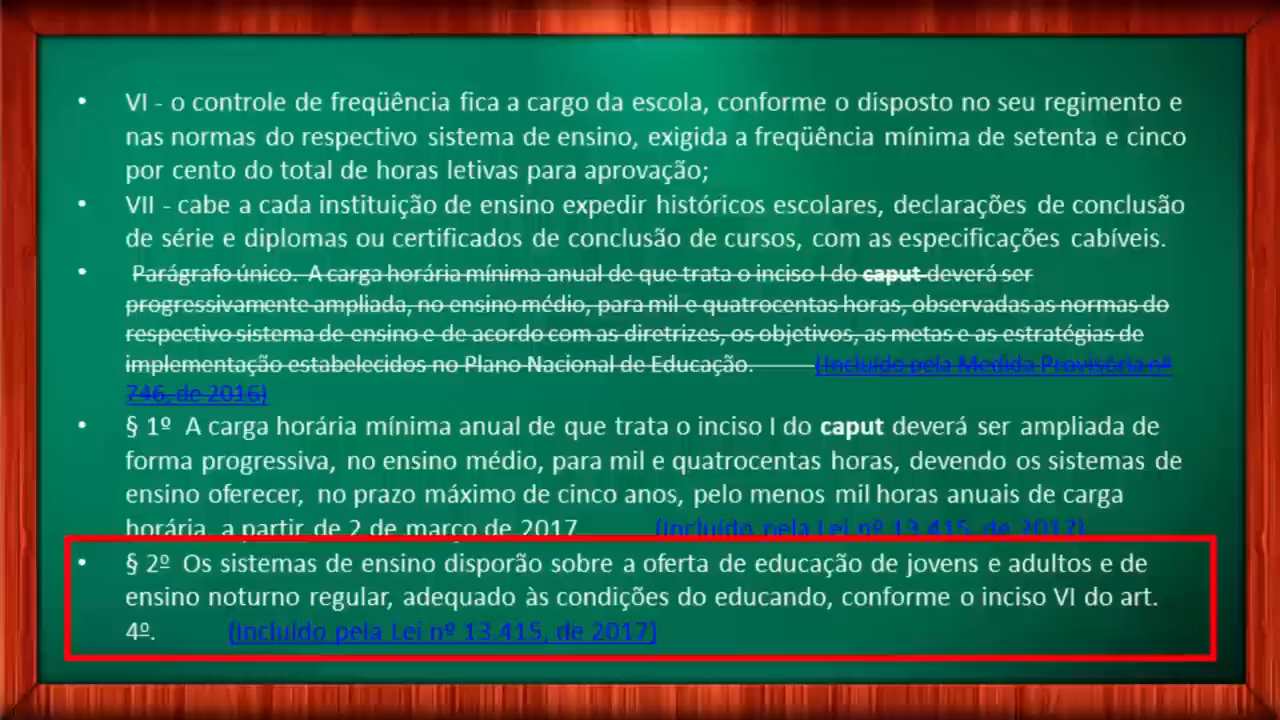 • VI - o controle de freqüência fica a cargo da escola, conforme o disposto no seu regimento e
nas normas do respectivo sistema de ensino, exigida a freqüência mínima de setenta e cinco
por cento do total de horas letivas para aprovação;
• VII - cabe a cada instituição de ensino expedir históricos escolares, declarações de conclusão
de série e diplomas ou certificados de conclusão de cursos, com as especificações cabíveis.
• Parágrafo único. A carga horária mínima anual de que trata o inciso I do caput deverá ser
progressivamente ampliada, no ensino médio, para mil e quatrocentas horas, observadas as normas do
respectivo sistema de ensino e de acordo com as diretrizes, os objetivos, as metas e as estratégias de
implementação estabelecidos no Plano Nacional de Educação. (Incluído pela Medida Provisória nº
746, de 2016)
• § 1º A carga horária mínima anual de que trata o inciso I do caput deverá ser ampliada de
forma progressiva, no ensino médio, para mil e quatrocentas horas, devendo os sistemas de
ensino oferecer, no prazo máximo de cinco anos, pelo menos mil horas anuais de carga
horária, a partir de 2 de março de 2017. (Incluído pela Lei nº 13.415, de 2017)
• § 2º Os sistemas de ensino disporão sobre a oferta de educação de jovens e adultos e de
ensino noturno regular, adequado às condições do educando, conforme o inciso VI do art.
4º. (Incluído pela Lei nº 13.415, de 2017)